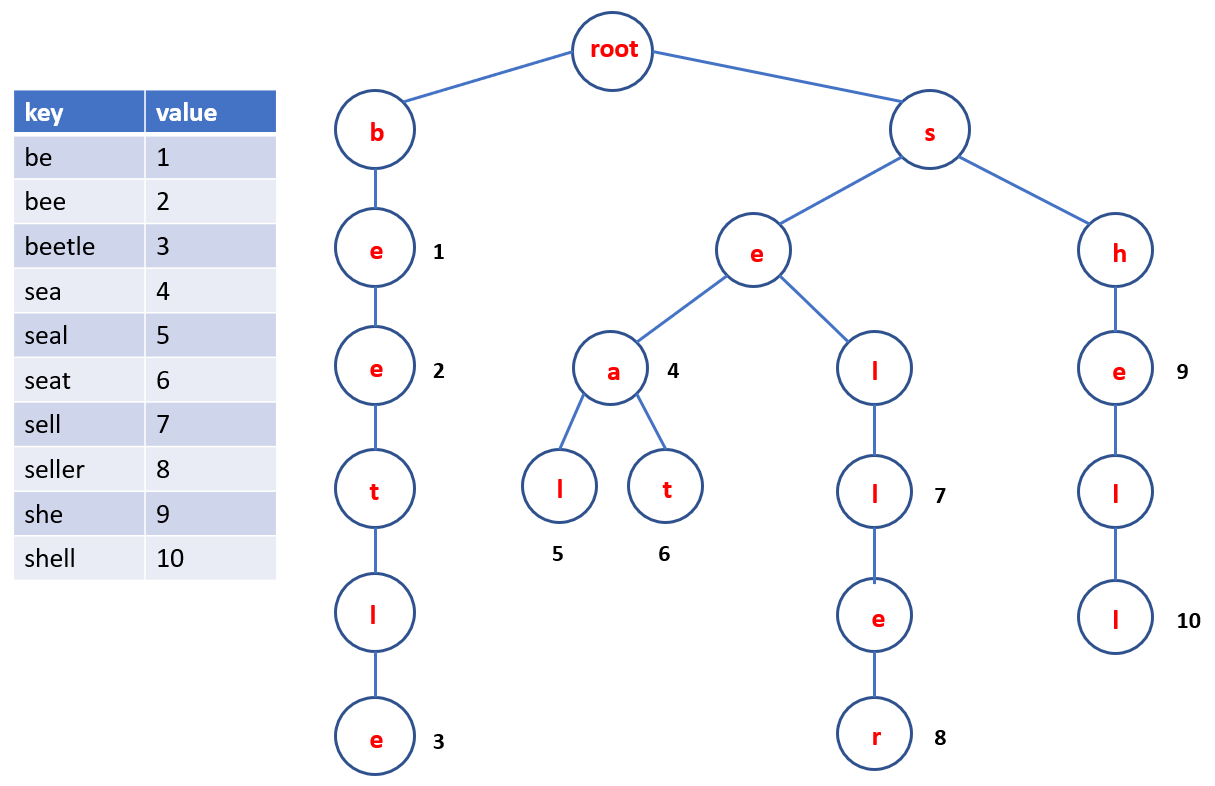 key value
be 1
bee 2
beetle 3
sea 4
seal 5
seat 6
sell 7
seller 8
she 9
shell 10
root
b s
e 1 e h
e 2 a 4 l e 9
t l t l 7 l
5 6
l e l 10
e 3 r 8